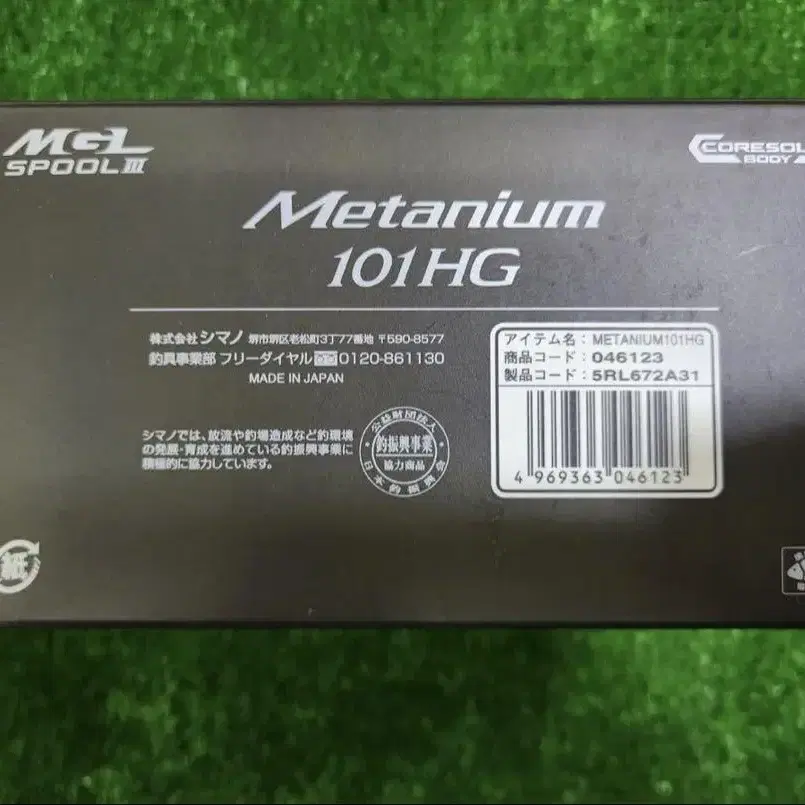 MGL
SPOOL III
CORESOL
BODY
Metanium
101HG
株式会社 シマノ 堺市堺区老松町3丁77番地 〒590-8577
釣具事業部 フリーダイヤル 0120-861130
MADE IN JAPAN
シマノでは、放流や釣場造成など釣環境
の発展・育成を進めている釣振興事業に
積極的に協力しています。
公益財団法人
釣振興事業
協力商品
日本釣振興会
アイテム名：METANIUM101HG
商品コード：046123
製品コード：5RL672A31
4 969363 046123
紙